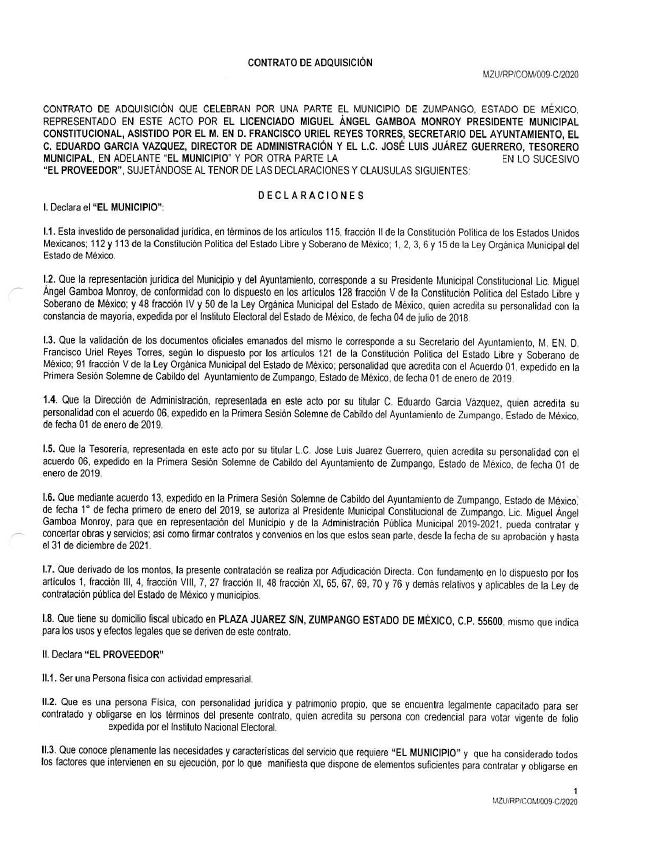 CONTRATO DE ADQUISICIÓN
MZU/RP/COM/009-C/2020
CONTRATO DE ADQUISICIÓN QUE CELEBRAN POR UNA PARTE EL MUNICIPIO DE ZUMPANGO, ESTADO DE MÉXICO,
REPRESENTADO EN ESTE ACTO POR EL LICENCIADO MIGUEL ÁNGEL GAMBOA MONROY PRESIDENTE MUNICIPAL
CONSTITUCIONAL, ASISTIDO POR EL M. EN D. FRANCISCO URIEL REYES TORRES, SECRETARIO DEL AYUNTAMIENTO, EL
C. EDUARDO GARCIA VAZQUEZ, DIRECTOR DE ADMINISTRACIÓN Y EL L.C. JOSÉ LUIS JUÁREZ GUERRERO, TESORERO
MUNICIPAL, EN ADELANTE "EL MUNICIPIO" Y POR OTRA PARTE LA EN LO SUCESIVO
"EL PROVEEDOR", SUJETÁNDOSE AL TENOR DE LAS DECLARACIONES Y CLAUSULAS SIGUIENTES:
D E C L A R A C I O N E S
I. Declara el "EL MUNICIPIO":
I.1. Esta investido de personalidad jurídica, en términos de los artículos 115, fracción II de la Constitución Política de los Estados Unidos
Mexicanos; 112 y 113 de la Constitución Política del Estado Libre y Soberano de México; 1, 2, 3, 6 y 15 de la Ley Orgánica Municipal del
Estado de México.
I.2. Que la representación jurídica del Municipio y del Ayuntamiento, corresponde a su Presidente Municipal Constitucional Lic. Miguel
Ángel Gamboa Monroy, de conformidad con lo dispuesto en los artículos 128 fracción V de la Constitución Política del Estado Libre y
Soberano de México; y 48 fracción IV y 50 de la Ley Orgánica Municipal del Estado de México, quien acredita su personalidad con la
constancia de mayoría, expedida por el Instituto Electoral del Estado de México, de fecha 04 de julio de 2018.
I.3. Que la validación de los documentos oficiales emanados del mismo le corresponde a su Secretario del Ayuntamiento, M. EN. D.
Francisco Uriel Reyes Torres, según lo dispuesto por los artículos 121 de la Constitución Política del Estado Libre y Soberano de
México; 91 fracción V de la Ley Orgánica Municipal del Estado de México; personalidad que acredita con el Acuerdo 01, expedido en la
Primera Sesión Solemne de Cabildo del Ayuntamiento de Zumpango, Estado de México, de fecha 01 de enero de 2019.
1.4. Que la Dirección de Administración, representada en este acto por su titular C. Eduardo Garcia Vázquez, quien acredita su
personalidad con el acuerdo 06, expedido en la Primera Sesión Solemne de Cabildo del Ayuntamiento de Zumpango, Estado de México,
de fecha 01 de enero de 2019.
I.5. Que la Tesorería, representada en este acto por su titular L.C. Jose Luis Juarez Guerrero, quien acredita su personalidad con el
acuerdo 06, expedido en la Primera Sesión Solemne de Cabildo del Ayuntamiento de Zumpango, Estado de México, de fecha 01 de
enero de 2019.
I.6. Que mediante acuerdo 13, expedido en la Primera Sesión Solemne de Cabildo del Ayuntamiento de Zumpango, Estado de México,
de fecha 1° de fecha primero de enero del 2019, se autoriza al Presidente Municipal Constitucional de Zumpango, Lic. Miguel Ángel
Gamboa Monroy, para que en representación del Municipio y de la Administración Pública Municipal 2019-2021, pueda contratar y
concertar obras y servicios; así como firmar contratos y convenios en los que estos sean parte, desde la fecha de su aprobación y hasta
el 31 de diciembre de 2021.
I.7. Que derivado de los montos, la presente contratación se realiza por Adjudicación Directa. Con fundamento en lo dispuesto por los
artículos 1, fracción III, 4, fracción VIII, 7, 27 fracción II, 48 fracción XI, 65, 67, 69, 70 y 76 y demás relativos y aplicables de la Ley de
contratación pública del Estado de México y municipios.
I.8. Que tiene su domicilio fiscal ubicado en PLAZA JUAREZ S/N, ZUMPANGO ESTADO DE MÉXICO, C.P. 55600, mismo que indica
para los usos y efectos legales que se deriven de este contrato.
II. Declara "EL PROVEEDOR"
II.1. Ser una Persona física con actividad empresarial.
II.2. Que es una persona Física, con personalidad jurídica y patrimonio propio, que se encuentra legalmente capacitado para ser
contratado y obligarse en los términos del presente contrato, quien acredita su persona con credencial para votar vigente de folio
expedida por el Instituto Nacional Electoral.
II.3. Que conoce plenamente las necesidades y características del servicio que requiere "EL MUNICIPIO" y que ha considerado todos
los factores que intervienen en su ejecución, por lo que manifiesta que dispone de elementos suficientes para contratar y obligarse en
1
MZU/RP/COM/009-C/2020